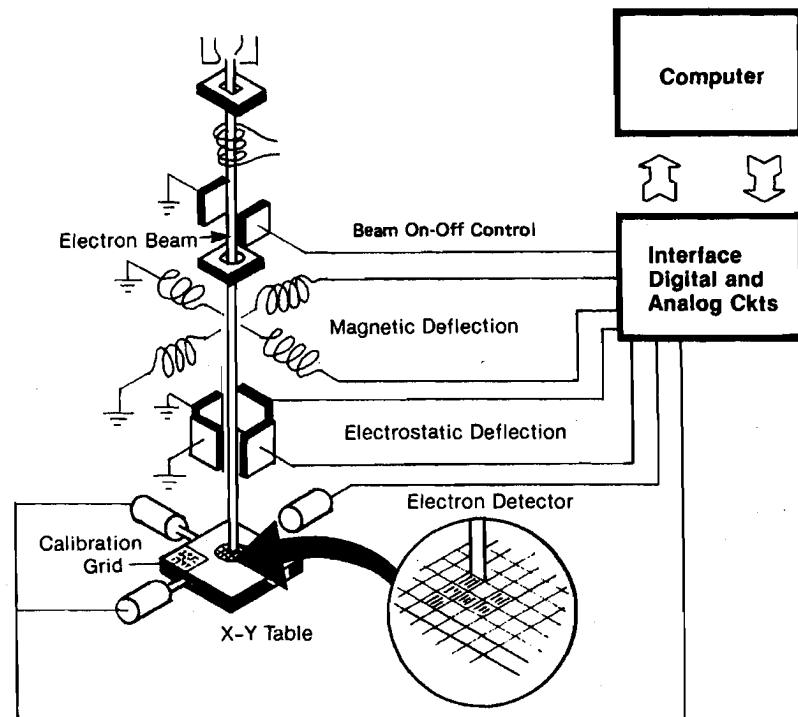 Computer
Electron Beam
Beam On-Off Control
Interface
Digital and
Analog Ckts
Magnetic Deflection
Electrostatic Deflection
Electron Detector
Calibration
Grid
X-Y Table